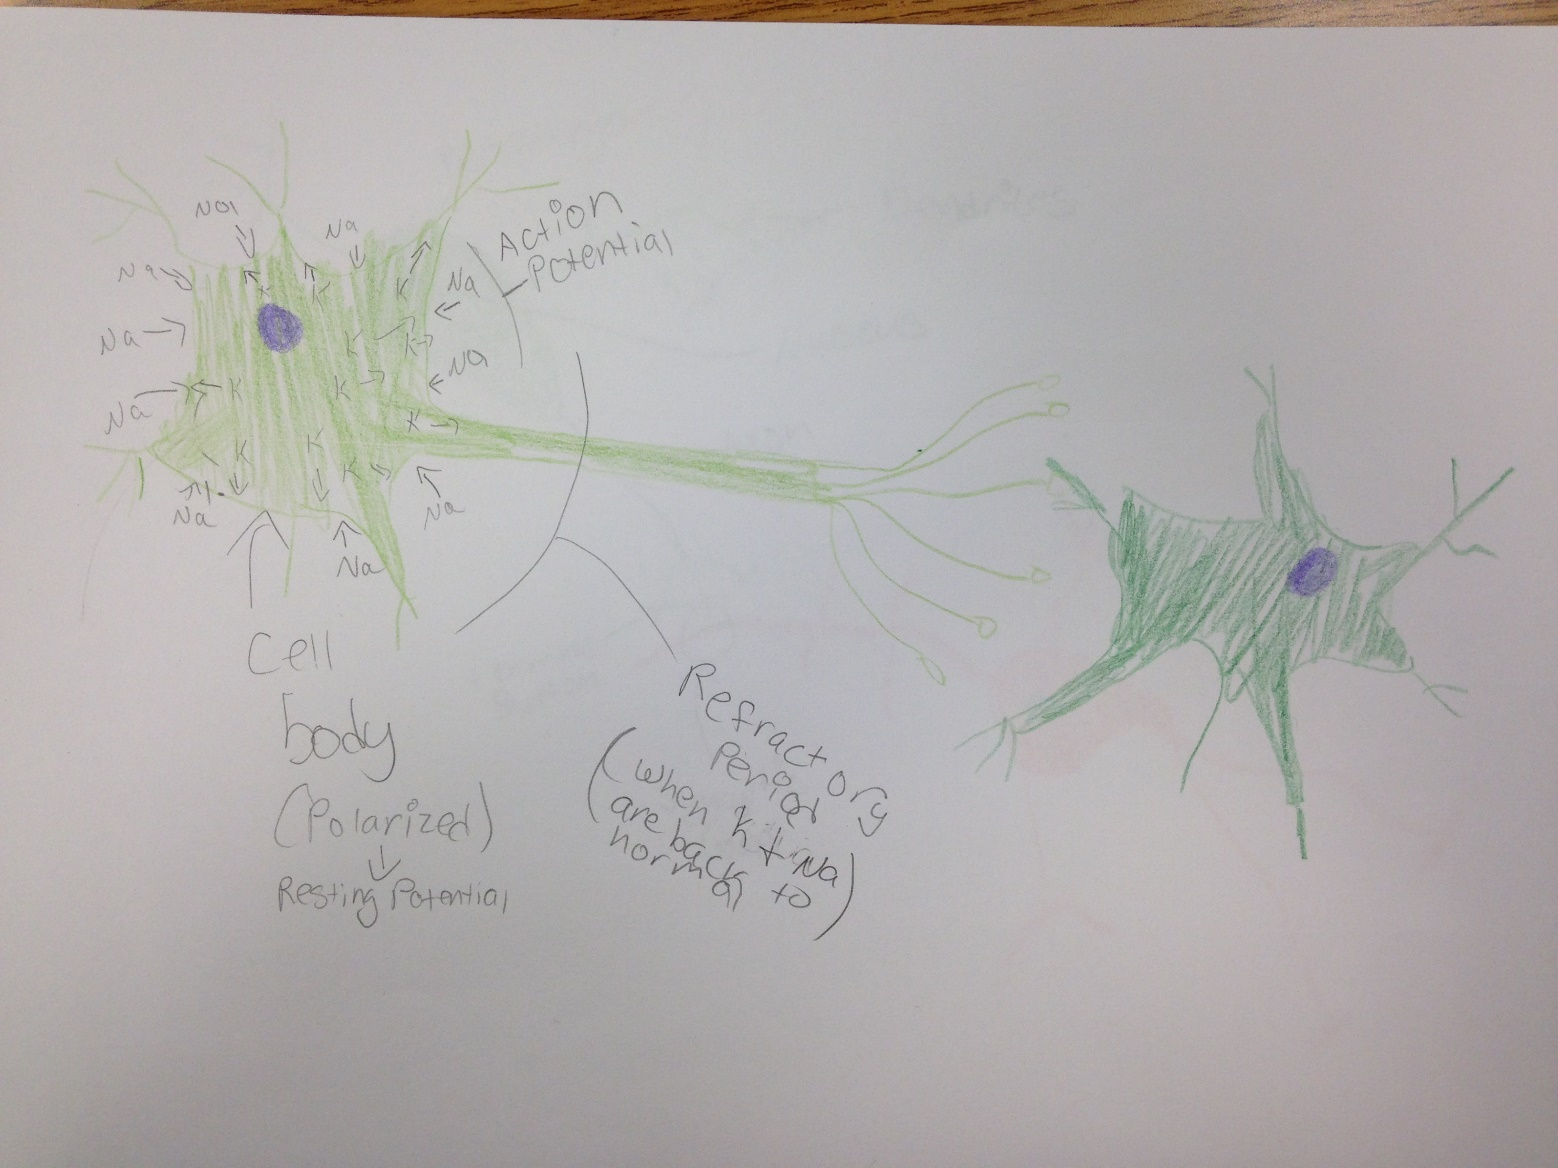 Na
Na
Na
Na
Na
Na
Na
Na
Na
Na
Na
K
K
K
K
K
K
K
K
K
K
K
K
Action
Potential
Cell
body
(Polarized)
Resting Potential
Refractory
Period
(when K + Na
are back to
normal)